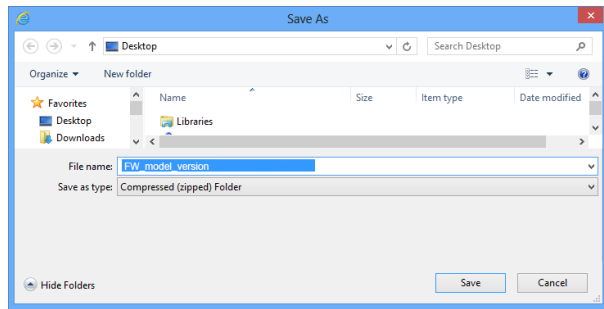 Save As
Desktop
Search Desktop
Organize
New folder
Name
Size
Item type
Date modified
Favorites
Desktop
Downloads
Libraries
File name: FW_model_version
Save as type: Compressed (zipped) Folder
Hide Folders
Save
Cancel